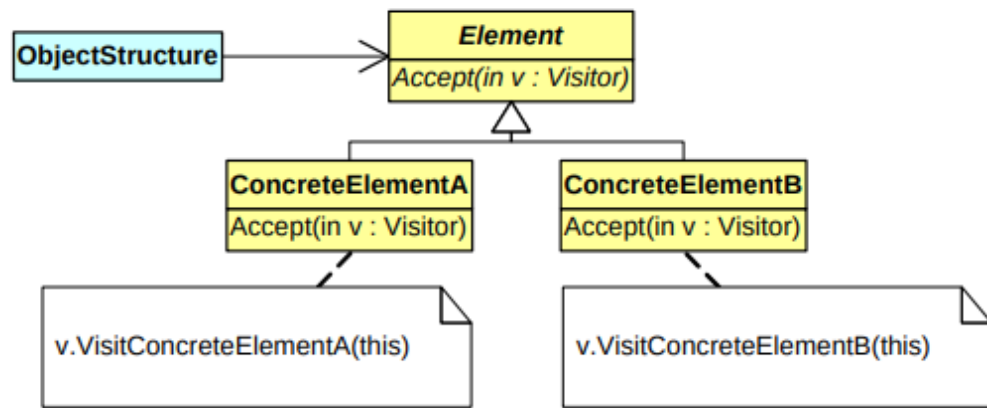 Element
ObjectStructure
Accept(in v : Visitor)
ConcreteElementA
ConcreteElementB
Accept(in v : Visitor)
Accept(in v : Visitor)
v.VisitConcreteElementA(this)
v.VisitConcreteElementB(this)